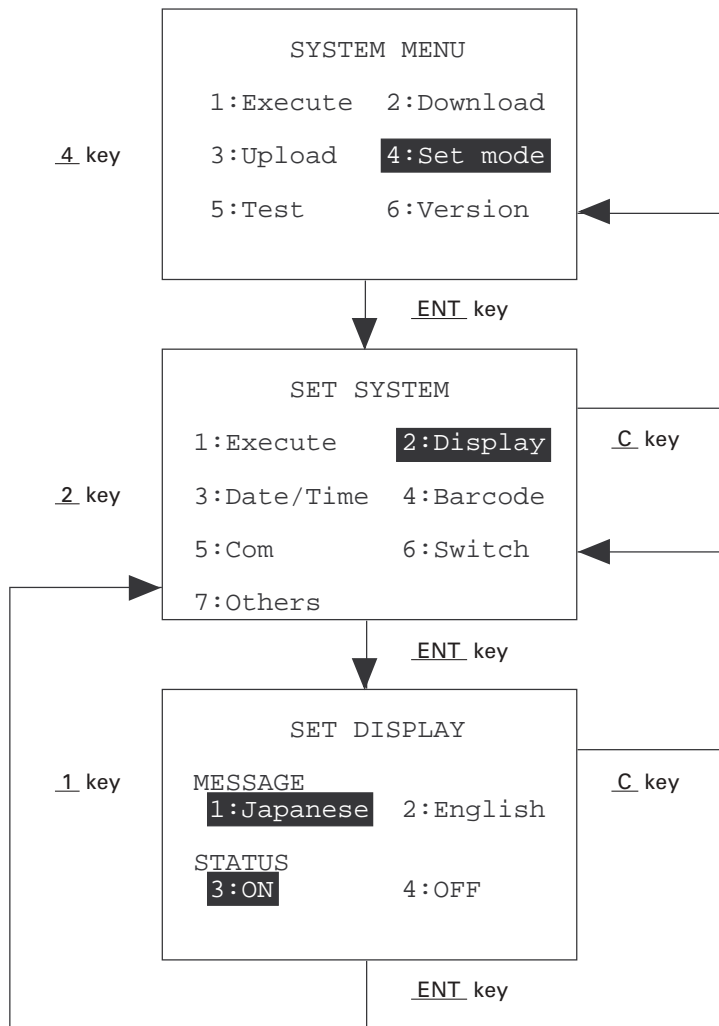 SYSTEM MENU
1:Execute 2:Download
4 key
3:Upload 4:Set mode
5:Test 6:Version
ENT key
SET SYSTEM
1:Execute 2:Display
C key
2 key
3:Date/Time 4:Barcode
5:Com 6:Switch
7:Others
ENT key
SET DISPLAY
1 key
MESSAGE
C key
1:Japanese 2:English
STATUS
3:ON 4:OFF
ENT key